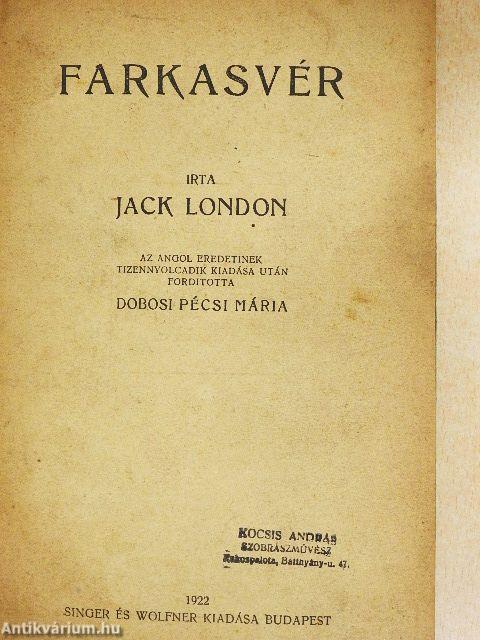 FARKASVÉR
IRTA
JACK LONDON
AZ ANGOL EREDETINEK
TIZENNYOLCADIK KIADÁSA UTÁN
FORDITOTTA
DOBOSI PÉCSI MÁRIA
KOCSIS ANDRÁS
SZOBRÁSZMŰVÉSZ
Rákospalota, Batthyány-u. 47.
1922
SINGER ÉS WOLFNER KIADÁSA BUDAPEST
Antikvárium.hu